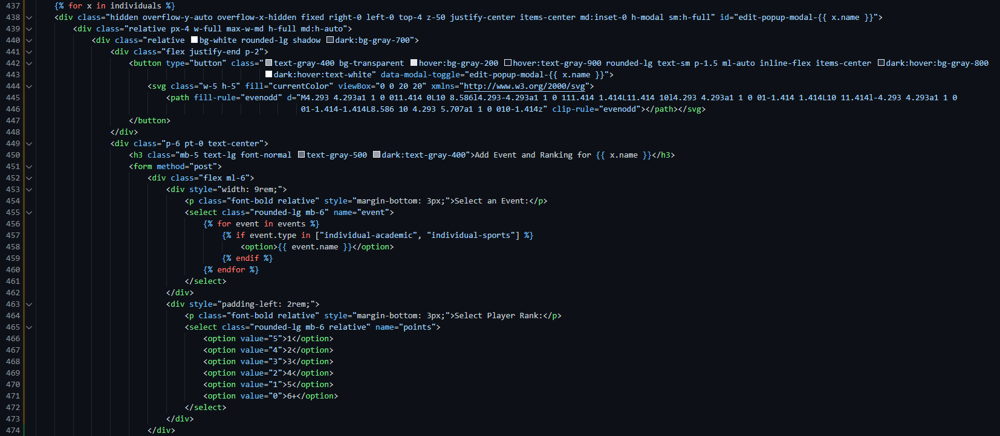 437 {% for x in individuals %}
438 <div class="hidden overflow-y-auto overflow-x-hidden fixed right-0 left-0 top-4 z-50 justify-center items-center md:inset-0 h-modal sm:h-full" id="edit-popup-modal-{{ x.name }}">
439 <div class="relative px-4 w-full max-w-md h-full md:h-auto">
440 <div class="relative bg-white rounded-lg shadow dark:bg-gray-700">
441 <div class="flex justify-end p-2">
442 <button type="button" class="text-gray-400 bg-transparent hover:bg-gray-200 hover:text-gray-900 rounded-lg text-sm p-1.5 ml-auto inline-flex items-center dark:hover:bg-gray-800
443 dark:hover:text-white" data-modal-toggle="edit-popup-modal-{{ x.name }}">
444 <svg class="w-5 h-5" fill="currentColor" viewBox="0 0 20 20" xmlns="http://www.w3.org/2000/svg">
445 <path fill-rule="evenodd" d="M4.293 4.293a1 1 0 011.414 0L10 8.586l4.293-4.293a1 1 0 111.414 1.414L11.414 10l4.293 4.293a1 1 0 01-1.414 1.414L10 11.414l-4.293 4.293a1 1 0
446 01-1.414-1.414L8.586 10 4.293 5.707a1 1 0 010-1.414z" clip-rule="evenodd"></path></svg>
447 </button>
448 </div>
449 <div class="p-6 pt-0 text-center">
450 <h3 class="mb-5 text-lg font-normal text-gray-500 dark:text-gray-400">Add Event and Ranking for {{ x.name }}</h3>
451 <form method="post">
452 <div class="flex ml-6">
453 <div style="width: 9rem;">
454 <p class="font-bold relative" style="margin-bottom: 3px;">Select an Event:</p>
455 <select class="rounded-lg mb-6" name="event">
456 {% for event in events %}
457 {% if event.type in ["individual-academic", "individual-sports"] %}
458 <option>{{ event.name }}</option>
459 {% endif %}
460 {% endfor %}
461 </select>
462 </div>
463 <div style="padding-left: 2rem;">
464 <p class="font-bold relative" style="margin-bottom: 3px;">Select Player Rank:</p>
465 <select class="rounded-lg mb-6 relative" name="points">
466 <option value="5">1</option>
467 <option value="4">2</option>
468 <option value="3">3</option>
469 <option value="2">4</option>
470 <option value="1">5</option>
471 <option value="0">6+</option>
472 </select>
473 </div>
474 </div>